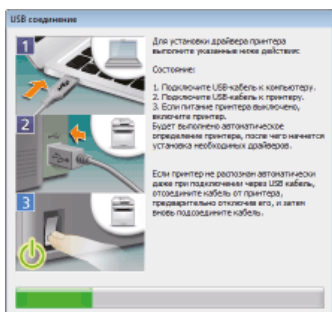 USB соединение
1
2
3
Для установки драйвера принтера
выполните указанные ниже действия:
Состояние:
1. Подключите USB-кабель к компьютеру.
2. Подключите USB-кабель к принтеру.
3. Если питание принтера выключено,
включите принтер.
Будет выполнено автоматическое
определение принтера, после чего начнется
установка необходимых драйверов.
Если принтер не распознан автоматически
даже при подключении через USB кабель,
отсоедините кабель от принтера,
предварительно отключив его, и затем
вновь подсоедините кабель.